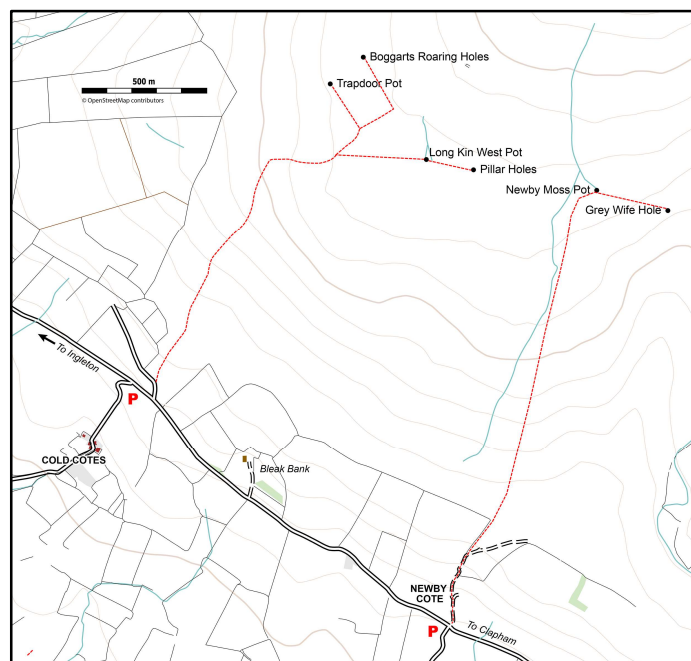 Boggarts Roaring Holes
500 m
Trapdoor Pot
© OpenStreetMap contributors
Long Kin West Pot
Pillar Holes
Newby Moss Pot
Grey Wife Hole
To Ingleton
P
COLD COTES
Bleak Bank
NEWBY
COTE
To Clapham
P